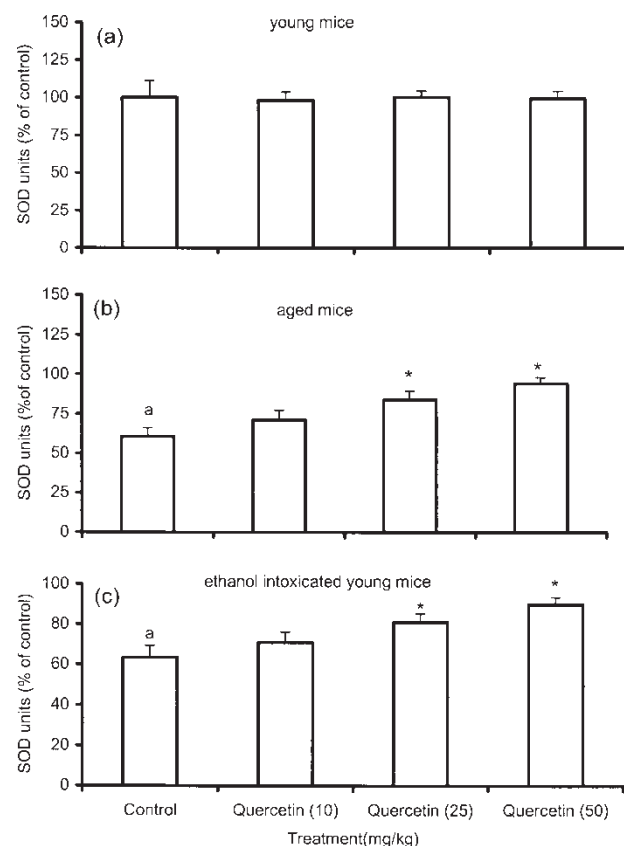 (a)
young mice
150
125
100
75
50
25
0
SOD units (% of control)
(b)
aged mice
150
125
100
75
50
25
0
SOD units (%of control)
a
*
*
(c)
ethanol intoxicated young mice
100
80
60
40
20
0
SOD units (% of control)
a
*
*
Control Quercetin (10) Quercetin (25) Quercetin (50)
Treatment(mg/kg)